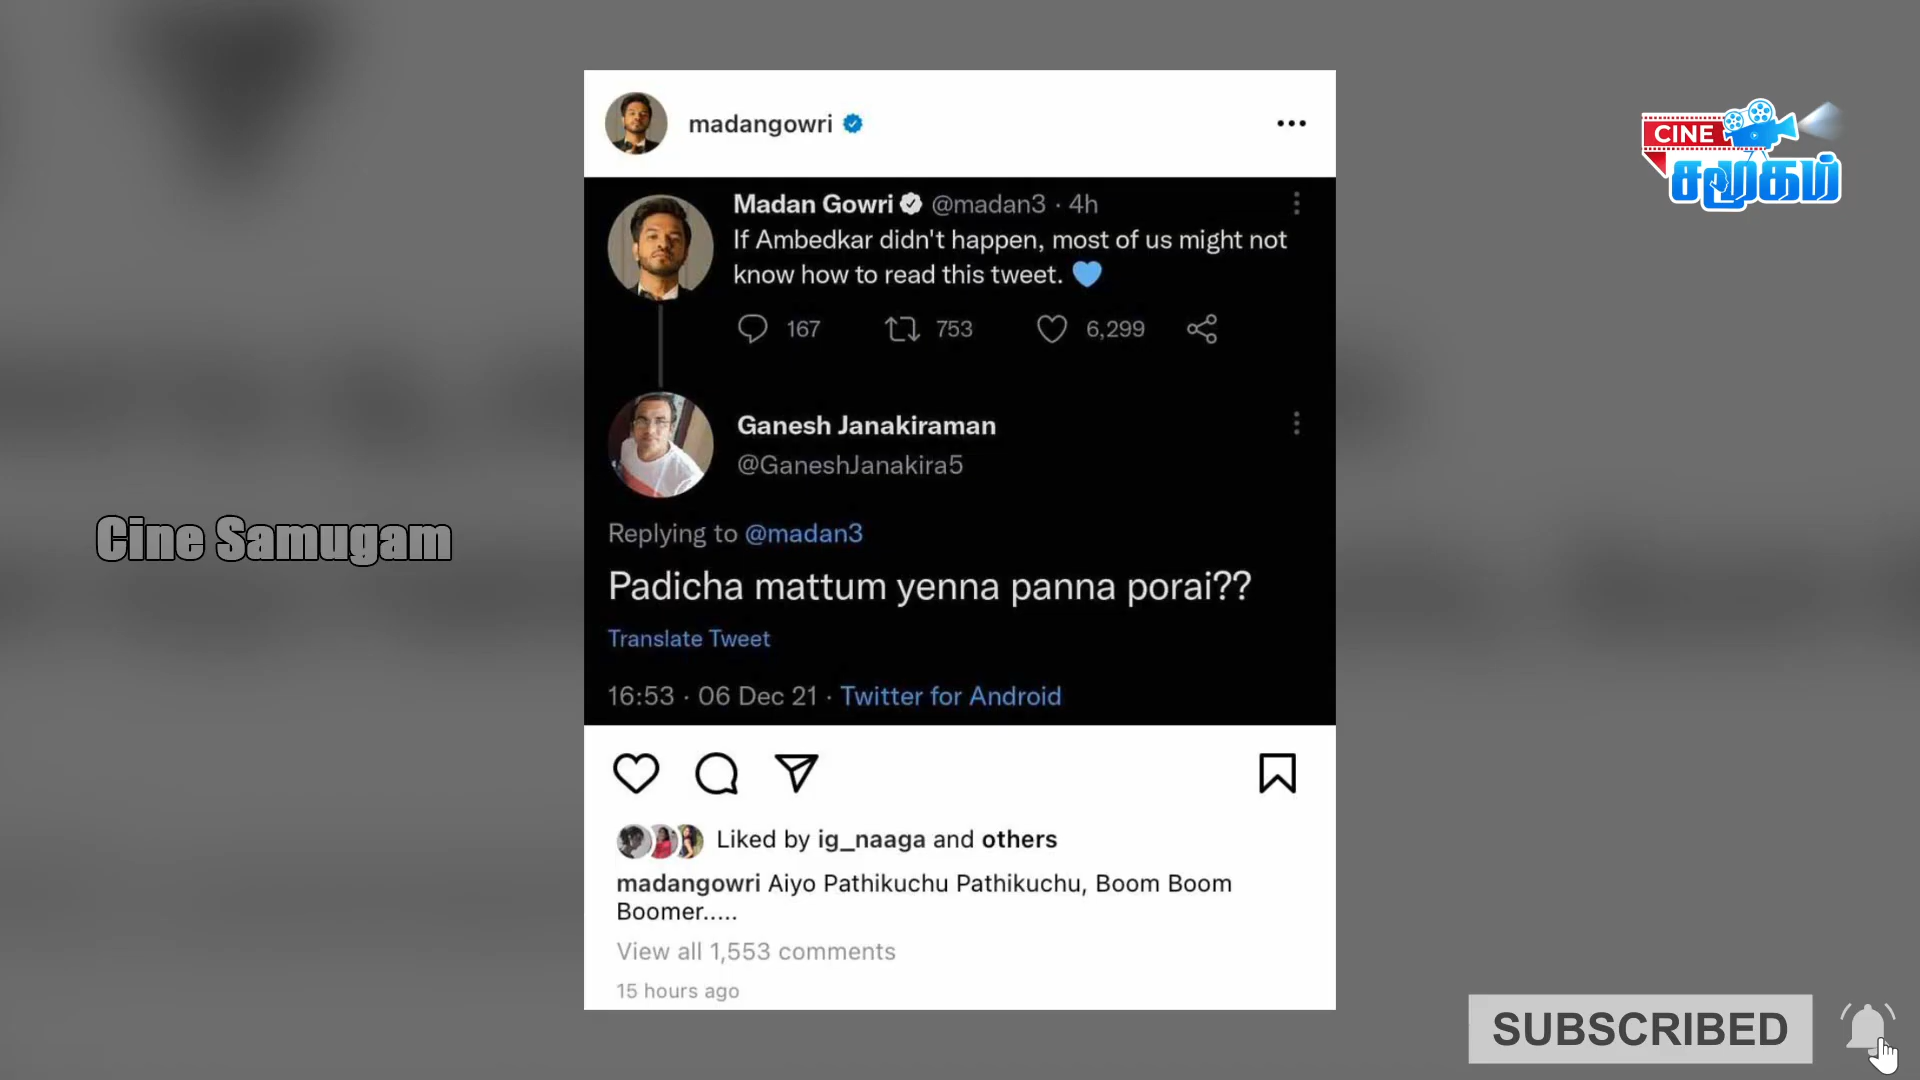 madangowri
CINE
சமூகம்
Madan Gowri @madan3 · 4h
If Ambedkar didn't happen, most of us might not
know how to read this tweet. 💙
167 753 6,299
Ganesh Janakiraman
@GaneshJanakira5
Replying to @madan3
Cine Samugam
Padicha mattum yenna panna porai??
Translate Tweet
16:53 · 06 Dec 21 · Twitter for Android
Liked by ig_naaga and others
madangowri Aiyo Pathikuchu Pathikuchu, Boom Boom
Boomer.....
View all 1,553 comments
15 hours ago
SUBSCRIBED